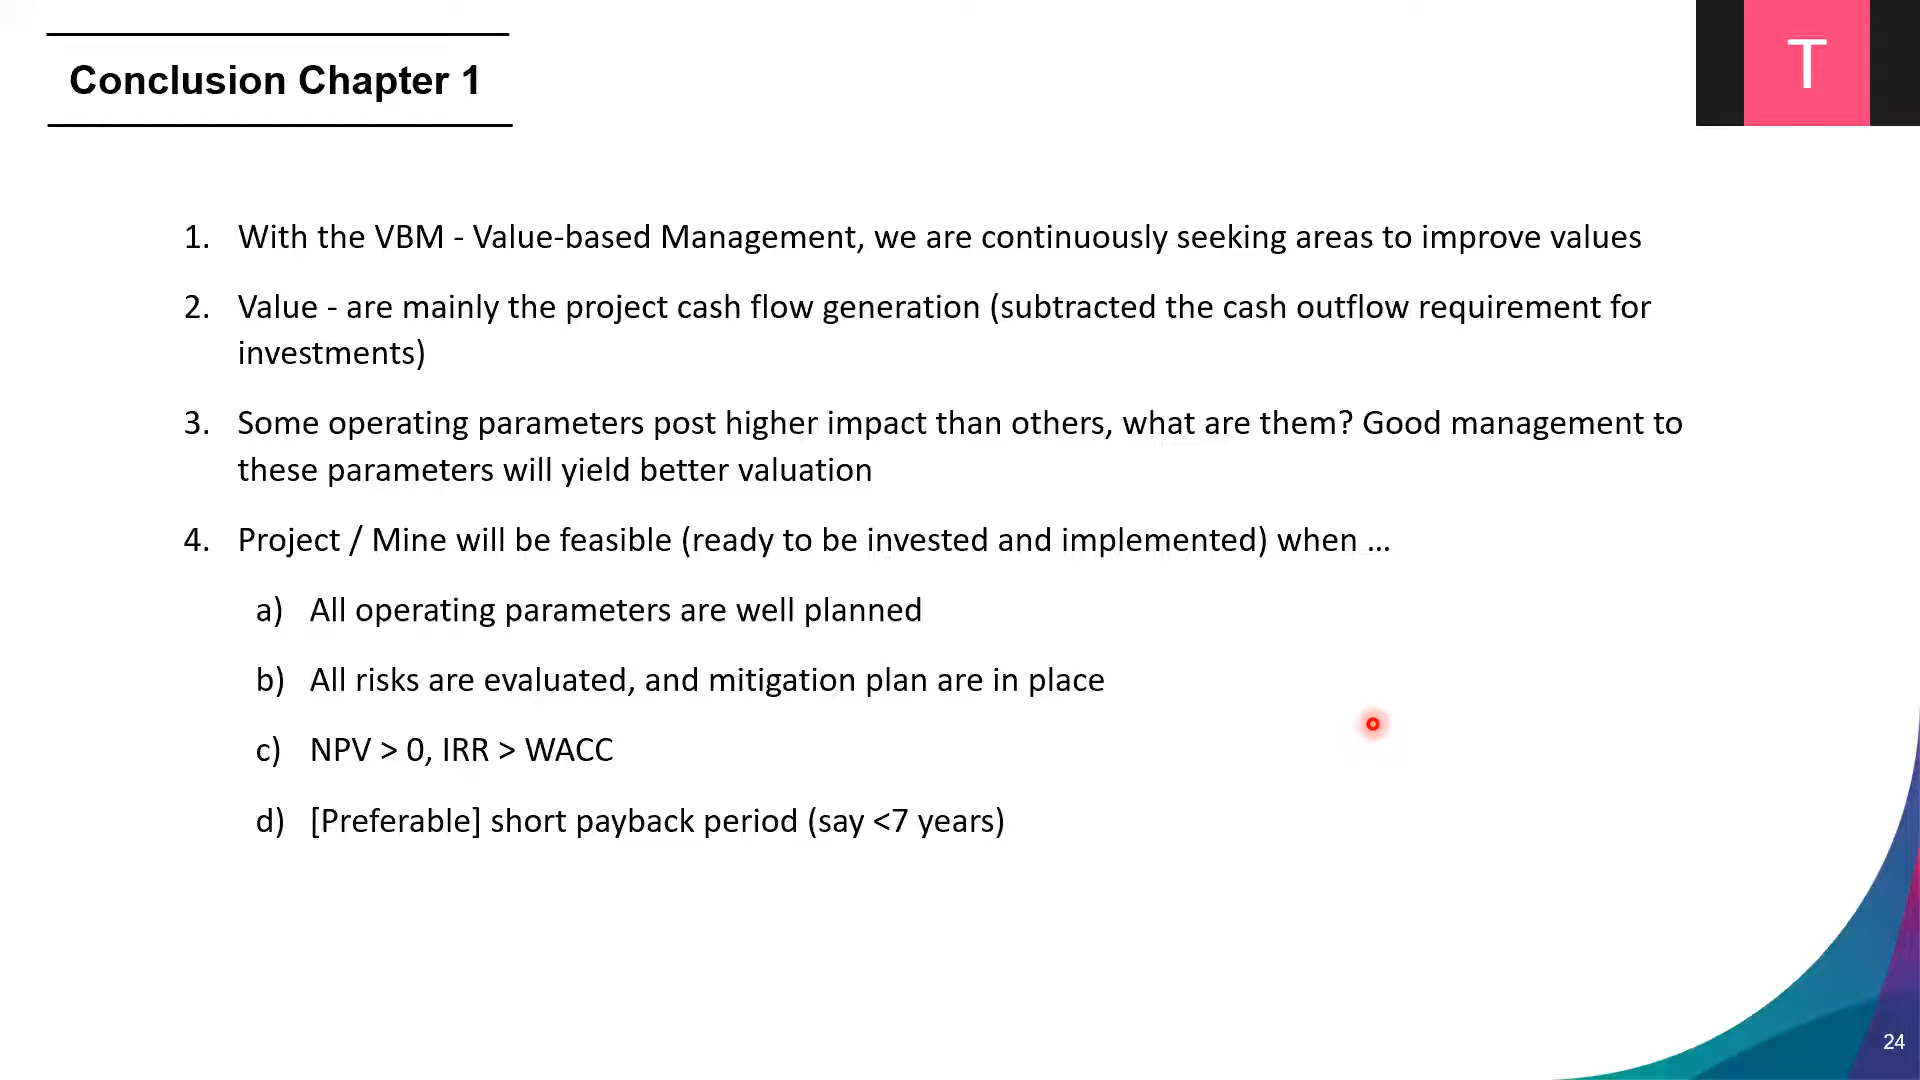 Conclusion Chapter 1
T
1. With the VBM - Value-based Management, we are continuously seeking areas to improve values
2. Value - are mainly the project cash flow generation (subtracted the cash outflow requirement for
investments)
3. Some operating parameters post higher impact than others, what are them? Good management to
these parameters will yield better valuation
4. Project / Mine will be feasible (ready to be invested and implemented) when ...
a) All operating parameters are well planned
b) All risks are evaluated, and mitigation plan are in place
c) NPV > 0, IRR > WACC
d) [Preferable] short payback period (say <7 years)
24